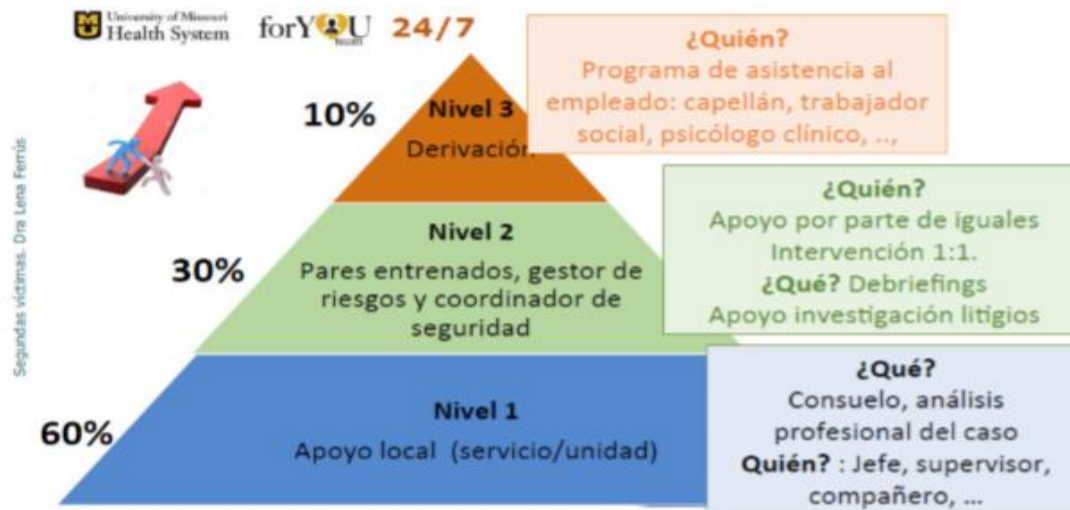 University of Missouri
Health System
forYOU
24/7
¿Quién?
Programa de asistencia al
empleado: capellán, trabajador
social, psicólogo clínico, ..,
10%
Nivel 3
Derivación.
¿Quién?
Apoyo por parte de iguales
Intervención 1:1.
¿Qué? Debriefings
Apoyo investigación litigios
30%
Nivel 2
Pares entrenados, gestor de
riesgos y coordinador de
seguridad
¿Qué?
Consuelo, análisis
profesional del caso
Quién? : Jefe, supervisor,
compañero, ...
60%
Nivel 1
Apoyo local (servicio/unidad)
Segundas víctimas. Dra Lena Ferrús